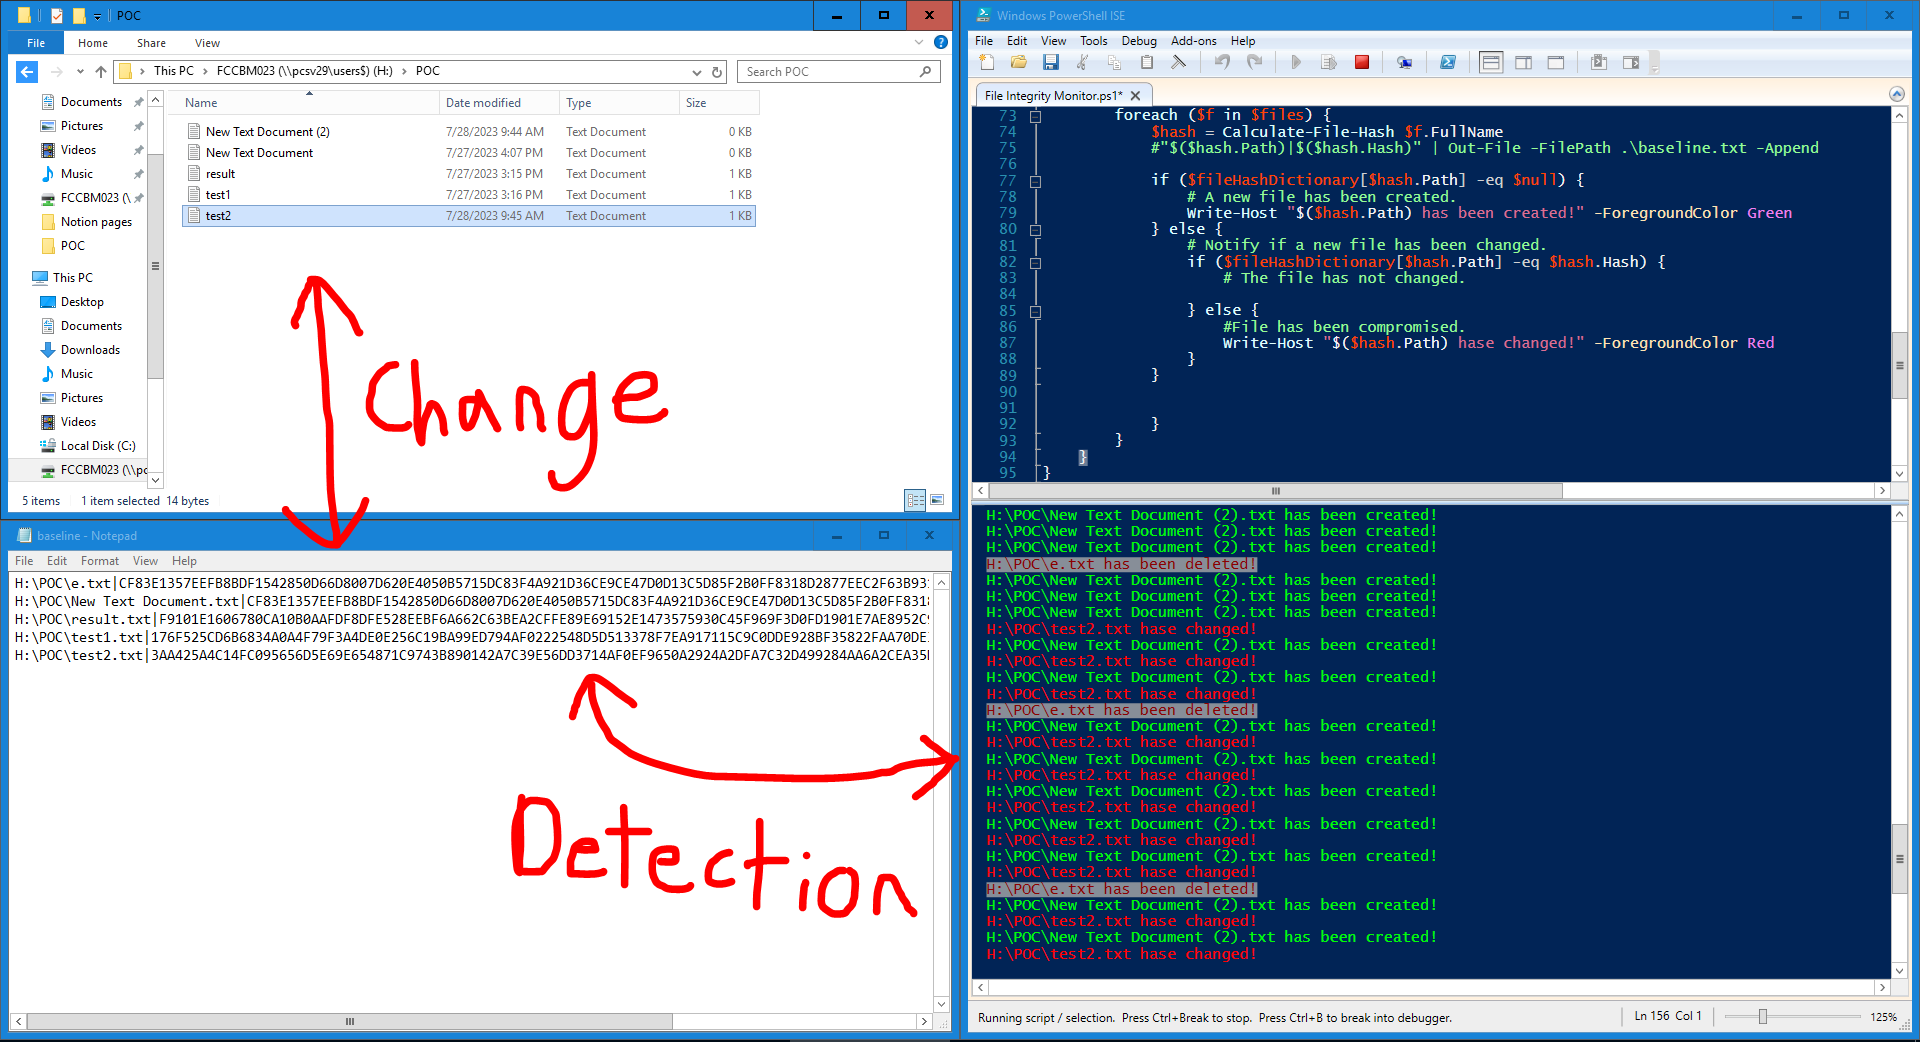 POC
File Home Share View
This PC > FCCBM023 (\\pcsv29\users$) (H:) > POC
Search POC
Documents
Pictures
Videos
Music
FCCBM023 (\
Notion pages
POC
This PC
Desktop
Documents
Downloads
Music
Pictures
Videos
Local Disk (C:)
FCCBM023 (\\pc
Name Date modified Type Size
New Text Document (2) 7/28/2023 9:44 AM Text Document 0 KB
New Text Document 7/27/2023 4:07 PM Text Document 0 KB
result 7/27/2023 3:15 PM Text Document 1 KB
test1 7/27/2023 3:16 PM Text Document 1 KB
test2 7/28/2023 9:45 AM Text Document 1 KB
Change
5 items 1 item selected 14 bytes
baseline - Notepad
File Edit Format View Help
H:\POC\e.txt|CF83E1357EEFB8BDF1542850D66D8007D620E4050B5715DC83F4A921D36CE9CE47D0D13C5D85F2B0FF8318D2877EEC2F63B931
H:\POC\New Text Document.txt|CF83E1357EEFB8BDF1542850D66D8007D620E4050B5715DC83F4A921D36CE9CE47D0D13C5D85F2B0FF8318
H:\POC\result.txt|F9101E1606780CA10B0AAFDF8DFE528EEBF6A662C63BEA2CFFE89E69152E1473575930C45F969F3D0FD1901E7AE8952C9
H:\POC\test1.txt|176F525CD6B6834A0A4F79F3A4DE0E256C19BA99ED794AF0222548D5D513378F7EA917115C9C0DDE928BF35822FAA70DE
H:\POC\test2.txt|3AA425A4C14FC095656D5E69E654871C9743B890142A7C39E56DD3714AF0EF9650A2924A2DFA7C32D499284AA6A2CEA35
Detection
Windows PowerShell ISE
File Edit View Tools Debug Add-ons Help
File Integrity Monitor.ps1* X
73 foreach ($f in $files) {
74 $hash = Calculate-File-Hash $f.FullName
75 #"$($hash.Path)|$($hash.Hash)" | Out-File -FilePath .\baseline.txt -Append
76
77 if ($fileHashDictionary[$hash.Path] -eq $null) {
78 # A new file has been created.
79 Write-Host "$($hash.Path) has been created!" -ForegroundColor Green
80 } else {
81 # Notify if a new file has been changed.
82 if ($fileHashDictionary[$hash.Path] -eq $hash.Hash) {
83 # The file has not changed.
84
85 } else {
86 #File has been compromised.
87 Write-Host "$($hash.Path) hase changed!" -ForegroundColor Red
88 }
89 }
90
91
92 }
93 }
94 }
95 }
H:\POC\New Text Document (2).txt has been created!
H:\POC\New Text Document (2).txt has been created!
H:\POC\New Text Document (2).txt has been created!
H:\POC\e.txt has been deleted!
H:\POC\New Text Document (2).txt has been created!
H:\POC\New Text Document (2).txt has been created!
H:\POC\New Text Document (2).txt has been created!
H:\POC\test2.txt hase changed!
H:\POC\New Text Document (2).txt has been created!
H:\POC\test2.txt hase changed!
H:\POC\New Text Document (2).txt has been created!
H:\POC\test2.txt hase changed!
H:\POC\e.txt has been deleted!
H:\POC\New Text Document (2).txt has been created!
H:\POC\test2.txt hase changed!
H:\POC\New Text Document (2).txt has been created!
H:\POC\test2.txt hase changed!
H:\POC\New Text Document (2).txt has been created!
H:\POC\test2.txt hase changed!
H:\POC\New Text Document (2).txt has been created!
H:\POC\test2.txt hase changed!
H:\POC\New Text Document (2).txt has been created!
H:\POC\test2.txt hase changed!
H:\POC\e.txt has been deleted!
H:\POC\New Text Document (2).txt has been created!
H:\POC\test2.txt hase changed!
H:\POC\New Text Document (2).txt has been created!
H:\POC\test2.txt hase changed!
Running script / selection. Press Ctrl+Break to stop. Press Ctrl+B to break into debugger.
Ln 156 Col 1
125%